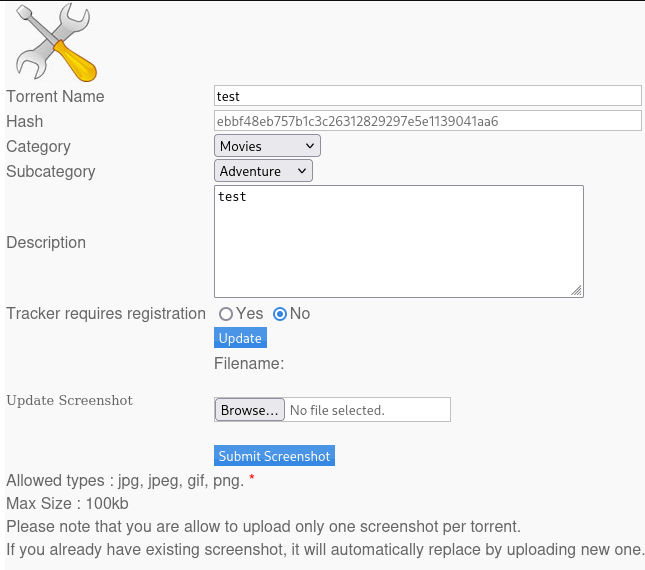 Torrent Name test
Hash ebbf48eb757b1c3c26312829297e5e1139041aa6
Category Movies
Subcategory Adventure
test
Description
Tracker requires registration Yes No
Update
Filename:
Update Screenshot
Browse... No file selected.
Submit Screenshot
Allowed types : jpg, jpeg, gif, png. *
Max Size : 100kb
Please note that you are allow to upload only one screenshot per torrent.
If you already have existing screenshot, it will automatically replace by uploading new one.